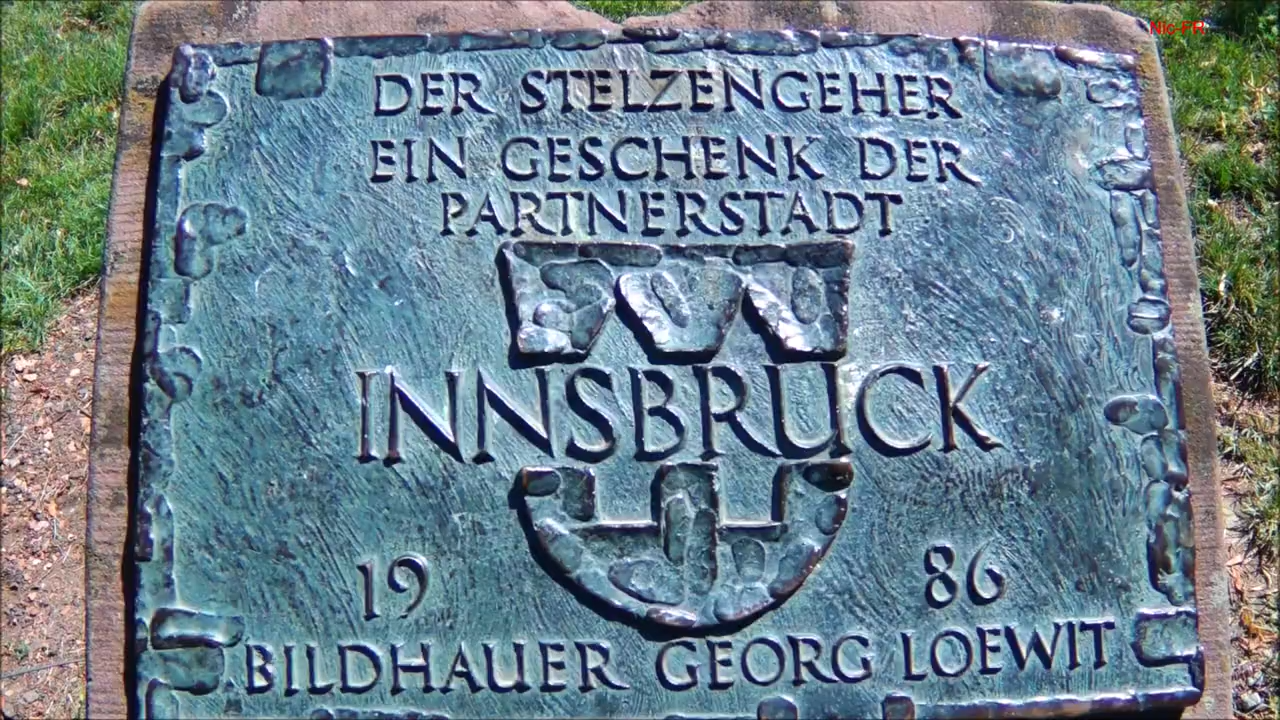 Nic-FR
DER STELZENGEHER
EIN GESCHENK DER
PARTNERSTADT
INNSBRUCK
19 86
BILDHAUER GEORG LOEWIT